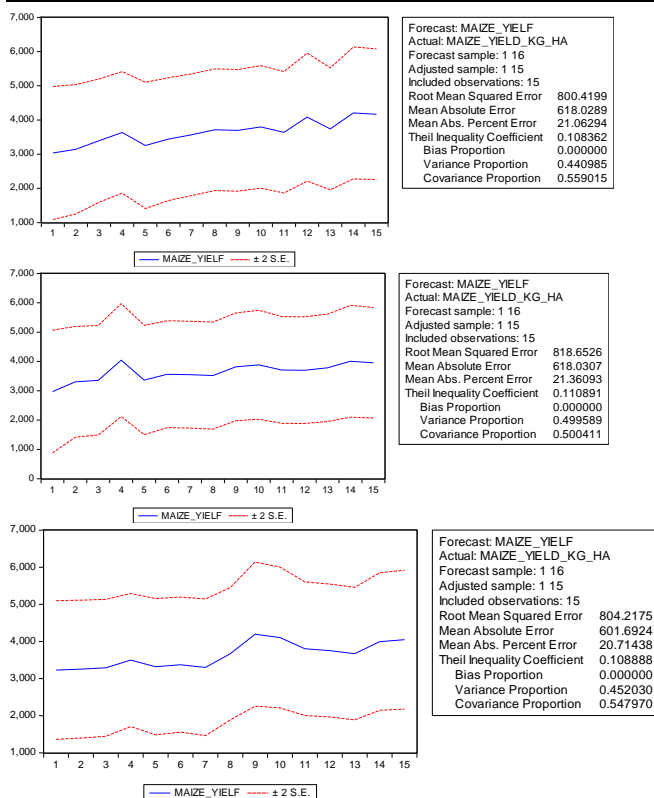 7,000
6,000
5,000
4,000
3,000
2,000
1,000
1 2 3 4 5 6 7 8 9 10 11 12 13 14 15
MAIZE_YIELF ± 2 S.E.
Forecast: MAIZE_YIELF
Actual: MAIZE_YIELD_KG_HA
Forecast sample: 1 16
Adjusted sample: 1 15
Included observations: 15
Root Mean Squared Error 800.4199
Mean Absolute Error 618.0289
Mean Abs. Percent Error 21.06294
Theil Inequality Coefficient 0.108362
Bias Proportion 0.000000
Variance Proportion 0.440985
Covariance Proportion 0.559015
7,000
6,000
5,000
4,000
3,000
2,000
1,000
0
1 2 3 4 5 6 7 8 9 10 11 12 13 14 15
MAIZE_YIELF ± 2 S.E.
Forecast: MAIZE_YIELF
Actual: MAIZE_YIELD_KG_HA
Forecast sample: 1 16
Adjusted sample: 1 15
Included observations: 15
Root Mean Squared Error 818.6526
Mean Absolute Error 618.0307
Mean Abs. Percent Error 21.36093
Theil Inequality Coefficient 0.110891
Bias Proportion 0.000000
Variance Proportion 0.499589
Covariance Proportion 0.500411
7,000
6,000
5,000
4,000
3,000
2,000
1,000
1 2 3 4 5 6 7 8 9 10 11 12 13 14 15
MAIZE_YIELF ± 2 S.E.
Forecast: MAIZE_YIELF
Actual: MAIZE_YIELD_KG_HA
Forecast sample: 1 16
Adjusted sample: 1 15
Included observations: 15
Root Mean Squared Error 804.2175
Mean Absolute Error 601.6924
Mean Abs. Percent Error 20.71438
Theil Inequality Coefficient 0.108888
Bias Proportion 0.000000
Variance Proportion 0.452030
Covariance Proportion 0.547970